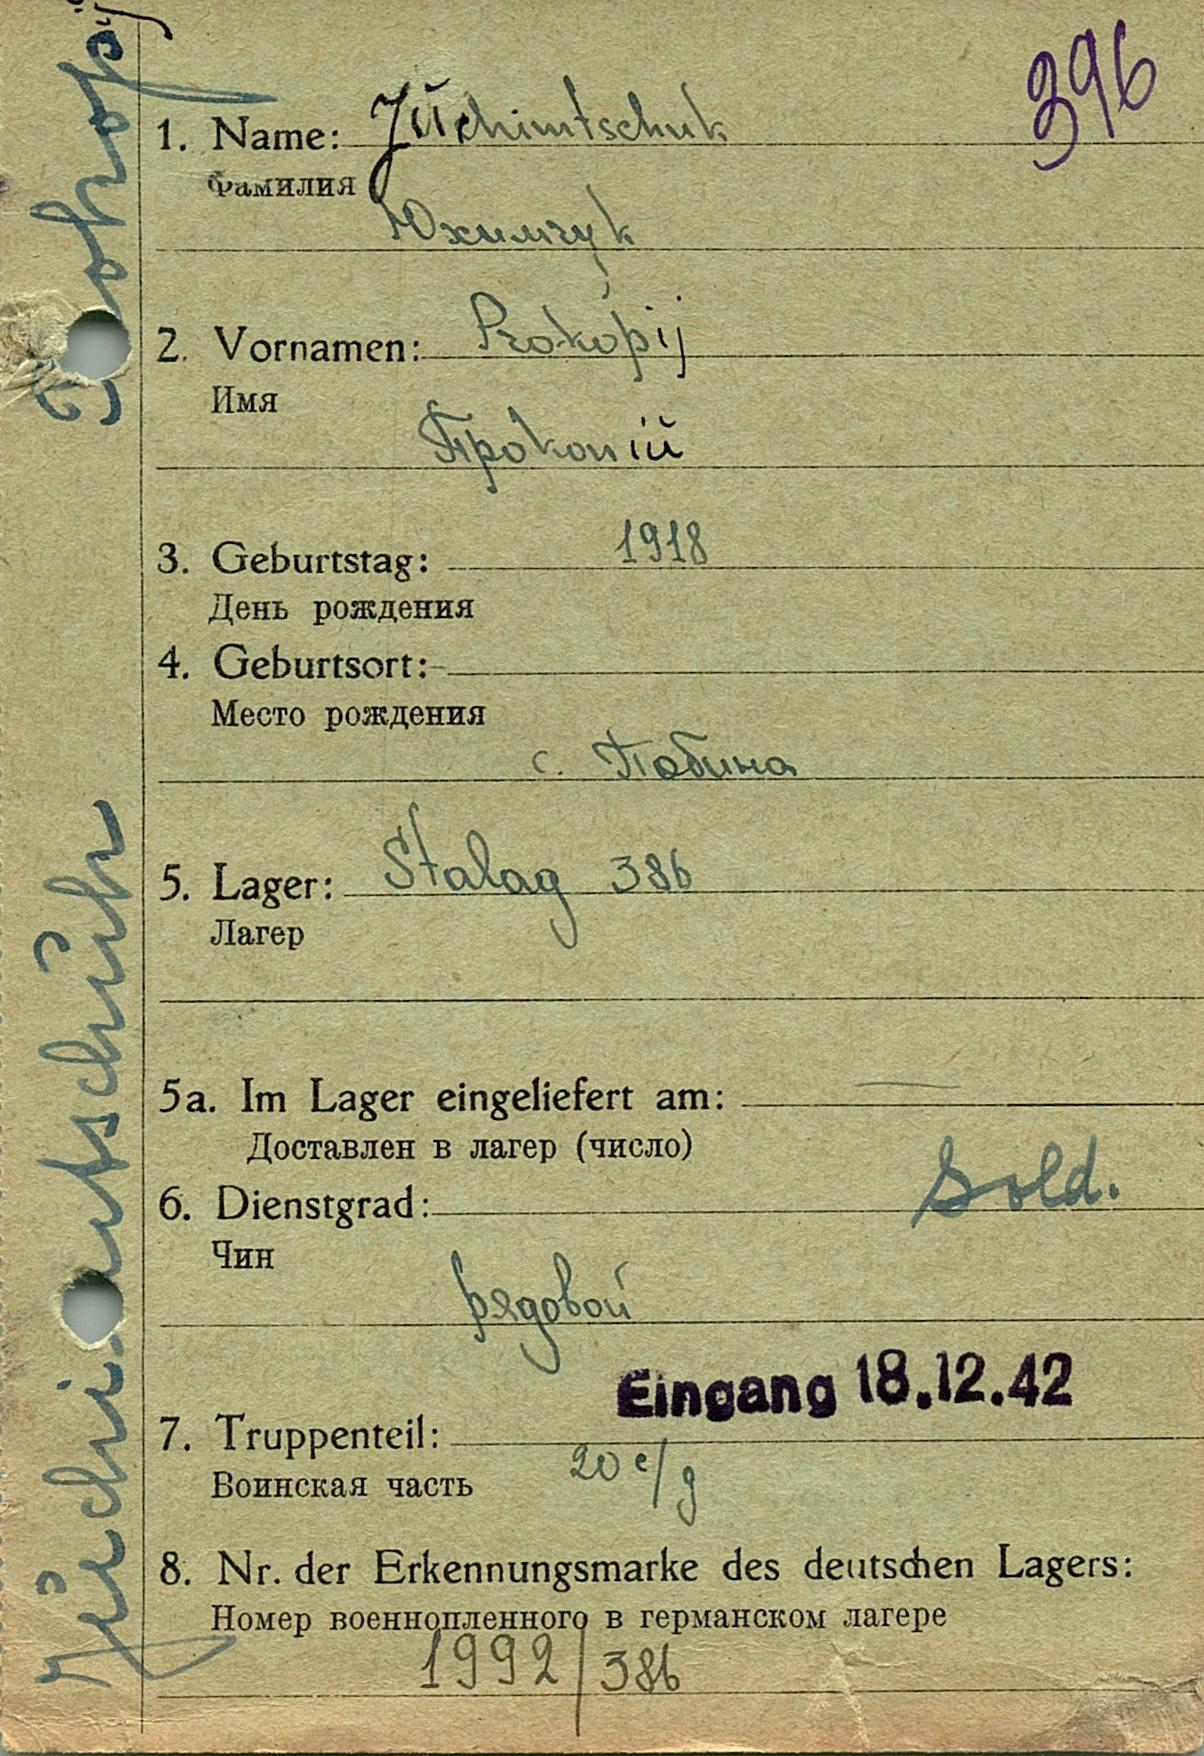 396
1. Name: Jŭchimtschuk
Фамилия
Юхимчук
2. Vornamen: Prokopij
Имя
Прокопій
3. Geburtstag: 1918
День рождения
4. Geburtsort:
Место рождения
с.
5. Lager: Stalag 386
Лагер
5a. Im Lager eingeliefert am:
Доставлен в лагер (число)
6. Dienstgrad: Sold.
Чин
рядовой
Eingang 18.12.42
7. Truppenteil:
Воинская часть 20 с/д
8. Nr. der Erkennungsmarke des deutschen Lagers:
Номер военнопленного в германском лагере
1992/386